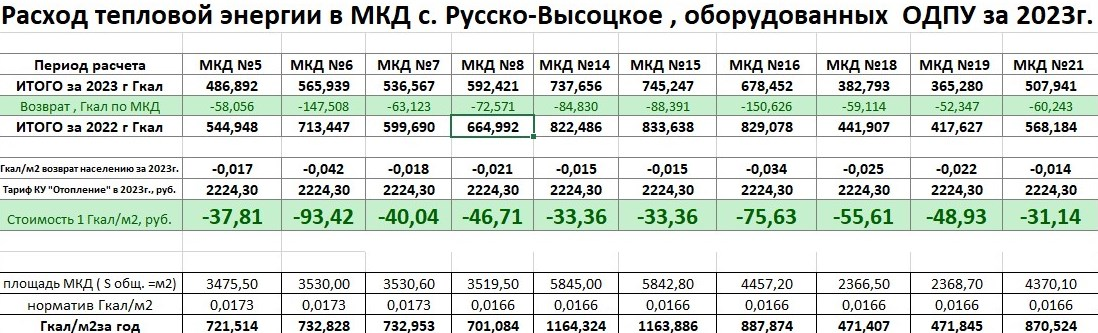 Расход тепловой энергии в МКД с. Русско-Высоцкое , оборудованных ОДПУ за 2023г.
Период расчета МКД №5 МКД №6 МКД №7 МКД №8 МКД №14 МКД №15 МКД №16 МКД №18 МКД №19 МКД №21
ИТОГО за 2023 г Гкал 486,892 565,939 536,567 592,421 737,656 745,247 678,452 382,793 365,280 507,941
Возврат , Гкал по МКД -58,056 -147,508 -63,123 -72,571 -84,830 -88,391 -150,626 -59,114 -52,347 -60,243
ИТОГО за 2022 г Гкал 544,948 713,447 599,690 664,992 822,486 833,638 829,078 441,907 417,627 568,184
Гкал/м2 возврат населению за 2023г. -0,017 -0,042 -0,018 -0,021 -0,015 -0,015 -0,034 -0,025 -0,022 -0,014
Тариф КУ "Отопление" в 2023г., руб. 2224,30 2224,30 2224,30 2224,30 2224,30 2224,30 2224,30 2224,30 2224,30 2224,30
Стоимость 1 Гкал/м2, руб. -37,81 -93,42 -40,04 -46,71 -33,36 -33,36 -75,63 -55,61 -48,93 -31,14
площадь МКД ( S общ. =м2) 3475,50 3530,00 3530,60 3519,50 5845,00 5842,80 4457,20 2366,50 2368,70 4370,10
норматив Гкал/м2 0,0173 0,0173 0,0173 0,0166 0,0166 0,0166 0,0166 0,0166 0,0166 0,0166
Гкал/м2за год 721,514 732,828 732,953 701,084 1164,324 1163,886 887,874 471,407 471,845 870,524